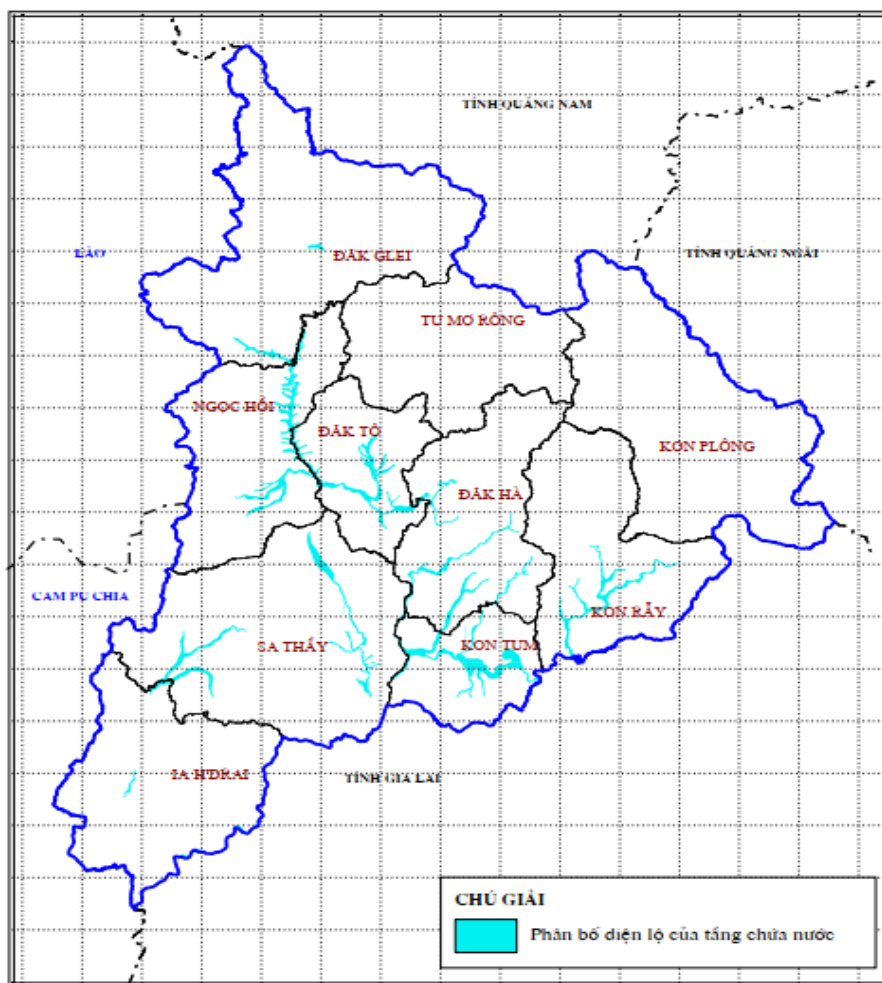 TỈNH QUẢNG NAM
LÀO
ĐĂK GLEI
TỈNH QUẢNG NGÃI
TU MƠ RÔNG
NGỌC HỒI
ĐĂK TÔ
KON PLÔNG
ĐĂK HÀ
CAM PU CHIA
SA THẦY
KON TUM
KON RẪY
IA H'DRAI
TỈNH GIA LAI
CHÚ GIẢI
Phân bố diện lộ của tầng chứa nước